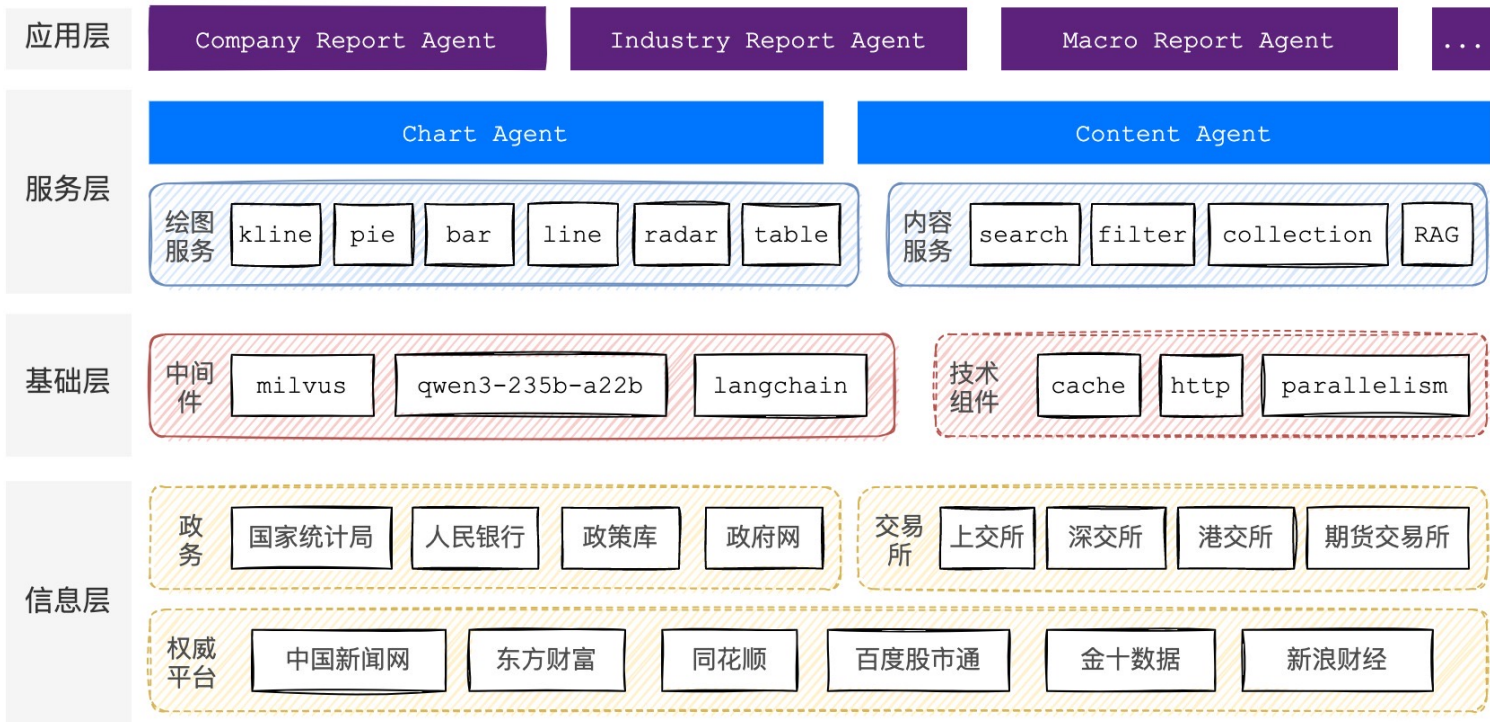 应用层
Company Report Agent
Industry Report Agent
Macro Report Agent
...
服务层
Chart Agent
Content Agent
绘图
服务
kline
pie
bar
line
radar
table
内容
服务
search
filter
collection
RAG
基础层
中间
件
milvus
qwen3-235b-a22b
langchain
技术
组件
cache
http
parallelism
信息层
政
务
国家统计局
人民银行
政策库
政府网
交易
所
上交所
深交所
港交所
期货交易所
权威
平台
中国新闻网
东方财富
同花顺
百度股市通
金十数据
新浪财经